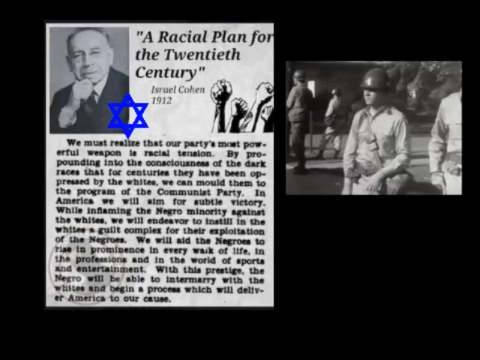 "A Racial Plan for
the Twentieth
Century"
Israel Cohen
1912
We must realize that our party's most pow-
erful weapon is racial tension. By pro-
pounding into the consciousness of the dark
races that for centuries they have been op-
pressed by the whites, we can mould them to
the program of the Communist Party. In
America we will aim for subtle victory.
While inflaming the Negro minority against
the whites, we will endeavor to instill in the
whites a guilt complex for their exploitation
of the Negroes. We will aid the Negroes to
rise in prominence in every walk of life, in
the professions and in the world of sports
and entertainment. With this prestige, the
Negro will be able to intermarry with the
whites and begin a process which will deliv-
er America to our cause.